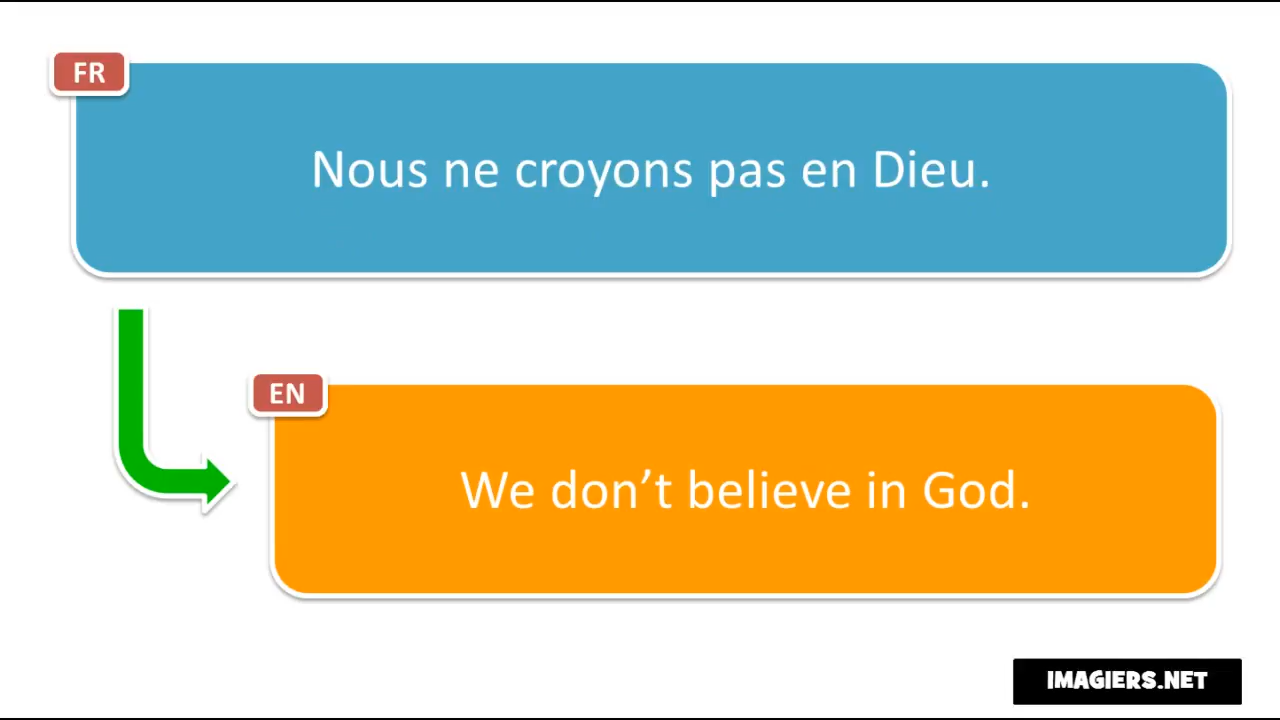 FR
Nous ne croyons pas en Dieu.
EN
We don’t believe in God.
IMAGIERS.NET